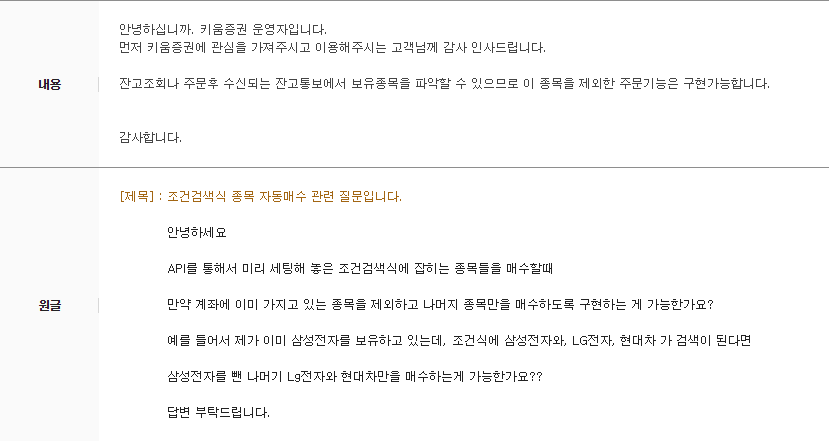 안녕하십니까. 키움증권 운영자입니다.
먼저 키움증권에 관심을 가져주시고 이용해주시는 고객님께 감사 인사드립니다.
내용
잔고조회나 주문후 수신되는 잔고통보에서 보유종목을 파악할 수 있으므로 이 종목을 제외한 주문기능은 구현가능합니다.
감사합니다.
[제목] : 조건검색식 종목 자동매수 관련 질문입니다.
안녕하세요
API를 통해서 미리 세팅해 놓은 조건검색식에 잡히는 종목들을 매수할때
원글
만약 계좌에 이미 가지고 있는 종목을 제외하고 나머지 종목만을 매수하도록 구현하는 게 가능한가요?
예를 들어서 제가 이미 삼성전자를 보유하고 있는데, 조건식에 삼성전자와, LG전자, 현대차 가 검색이 된다면
삼성전자를 뺀 나머기 Lg전자와 현대차만을 매수하는게 가능한가요??
답변 부탁드립니다.